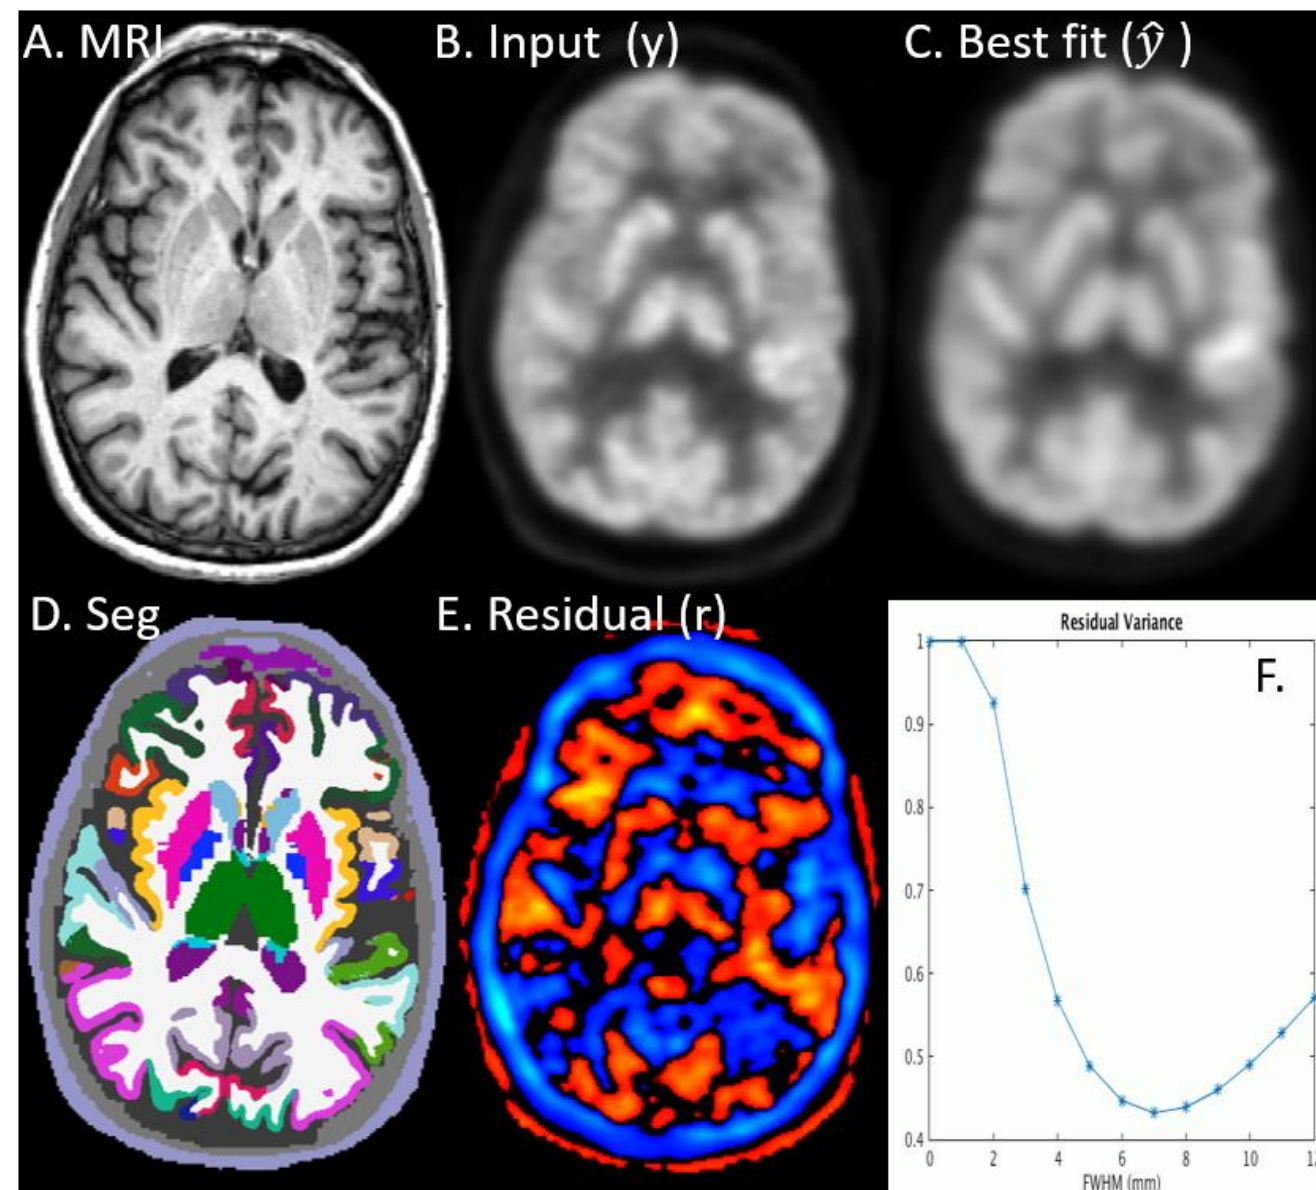 A. MRI
B. Input (y)
C. Best fit (ŷ )
D. Seg
E. Residual (r)
Residual Variance
F.
1
0.9
0.8
0.7
0.6
0.5
0.4
0 2 4 6 8 10
FWHM (mm)